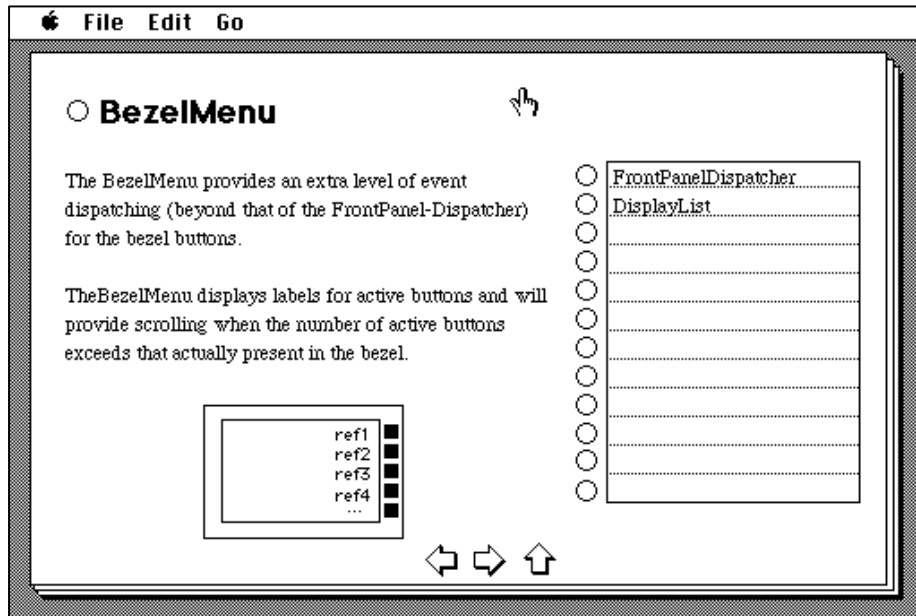 File Edit Go
BezelMenu
The BezelMenu provides an extra level of event
dispatching (beyond that of the FrontPanel-Dispatcher)
for the bezel buttons.
TheBezelMenu displays labels for active buttons and will
provide scrolling when the number of active buttons
exceeds that actually present in the bezel.
ref1
ref2
ref3
ref4
...
FrontPanelDispatcher
DisplayList